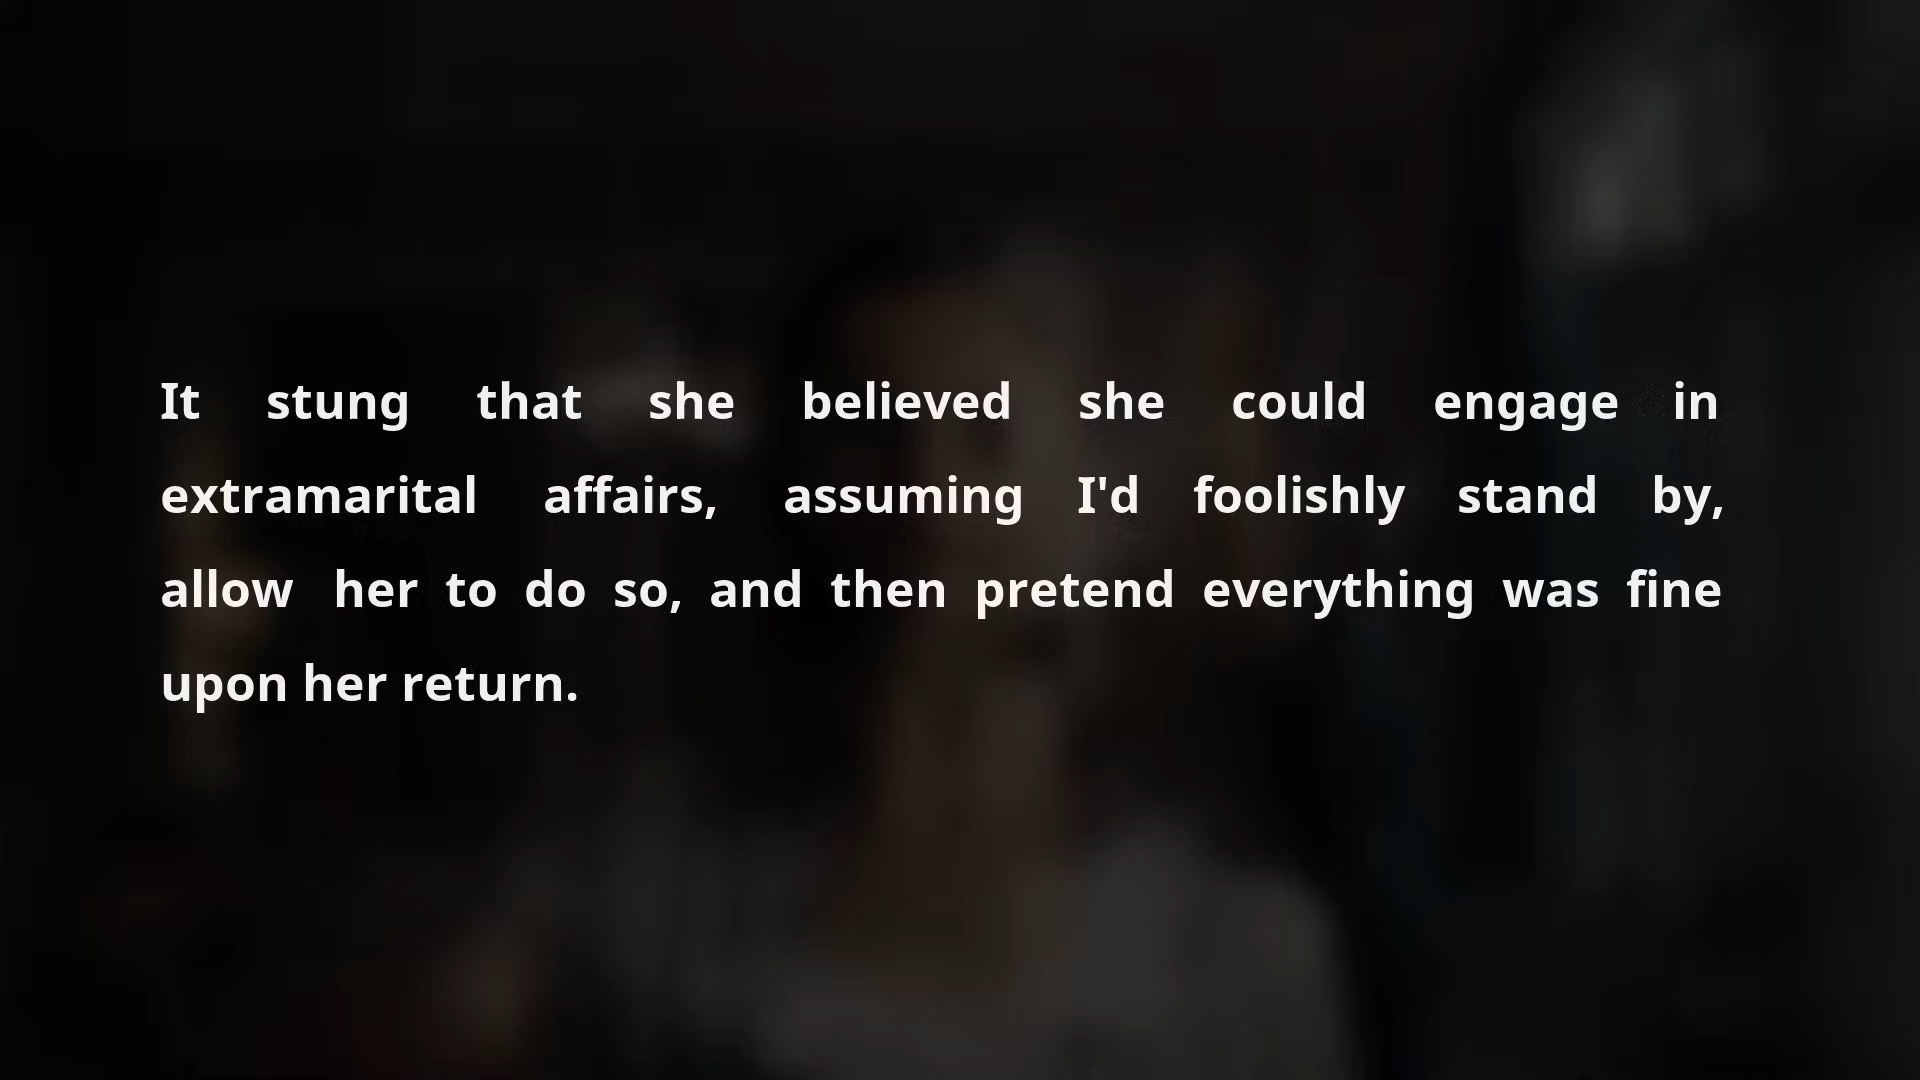 It stung that she believed she could engage in
extramarital affairs, assuming I'd foolishly stand by,
allow her to do so, and then pretend everything was fine
upon her return.